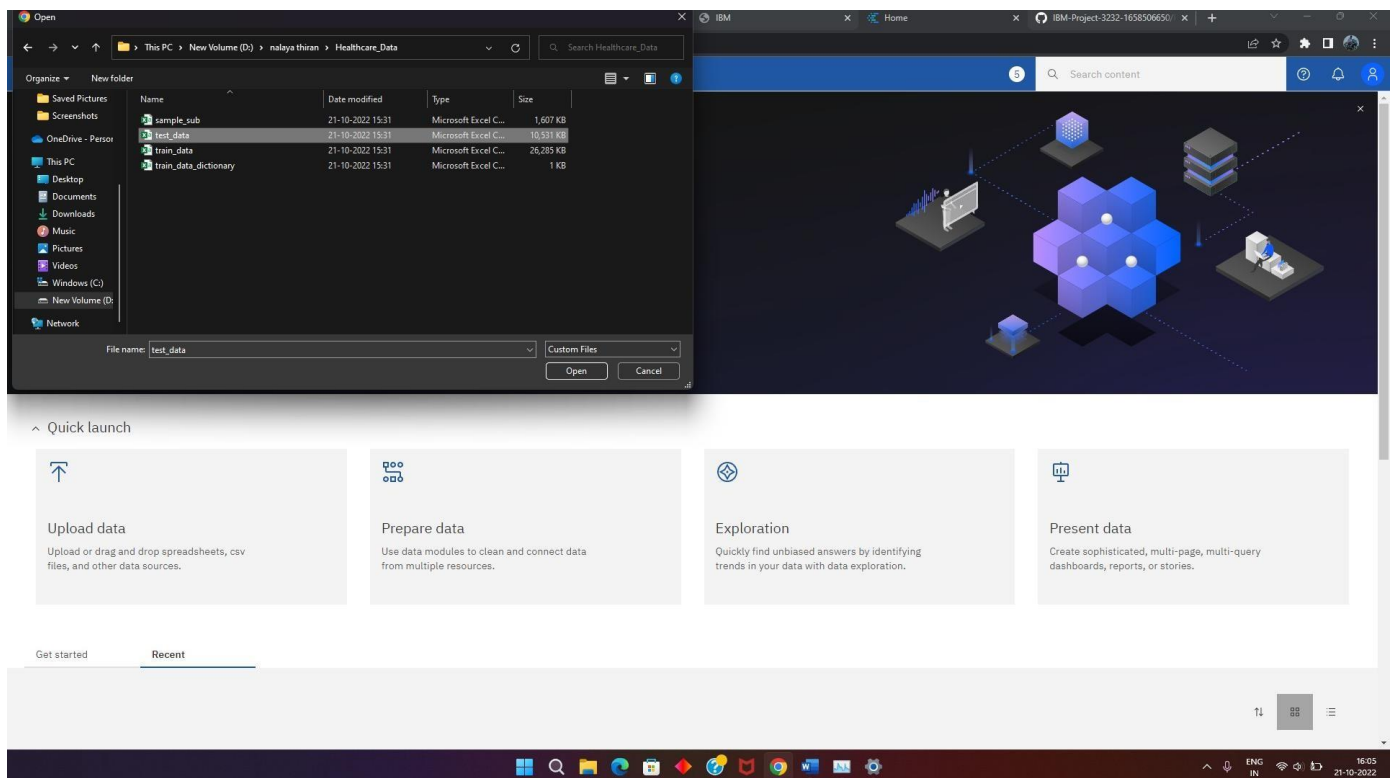 Open
IBM
Home
IBM-Project-3232-1658506650/
This PC › New Volume (D:) › nalaya thiran › Healthcare_Data
Search Healthcare_Data
Organize
New folder
5
Search content
Name Date modified Type Size
Saved Pictures
Screenshots
OneDrive - Persor
This PC
Desktop
Documents
Downloads
Music
Pictures
Videos
Windows (C:)
New Volume (D:
Network
sample_sub 21-10-2022 15:31 Microsoft Excel C... 1,607 KB
test_data 21-10-2022 15:31 Microsoft Excel C... 10,531 KB
train_data 21-10-2022 15:31 Microsoft Excel C... 26,285 KB
train_data_dictionary 21-10-2022 15:31 Microsoft Excel C... 1 KB
File name: test_data
Custom Files
Open
Cancel
Quick launch
Upload data
Upload or drag and drop spreadsheets, csv
files, and other data sources.
Prepare data
Use data modules to clean and connect data
from multiple resources.
Exploration
Quickly find unbiased answers by identifying
trends in your data with data exploration.
Present data
Create sophisticated, multi-page, multi-query
dashboards, reports, or stories.
Get started
Recent
ENG
IN
16:05
21-10-2022